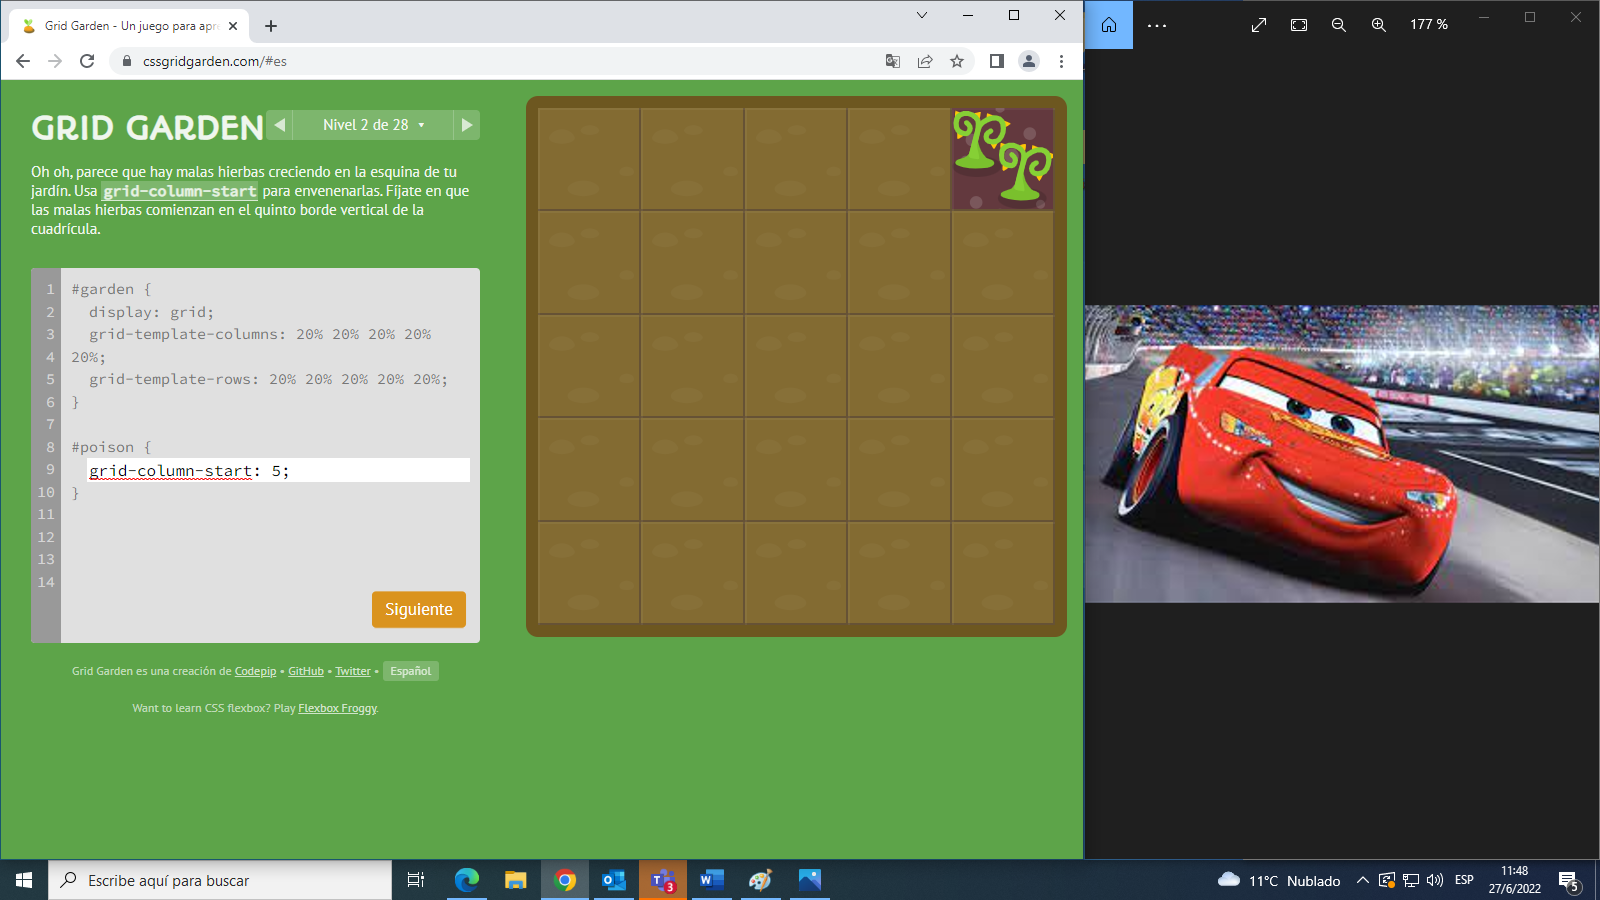 Grid Garden - Un juego para apre
cssgridgarden.com/#es
177 %
GRID GARDEN
Nivel 2 de 28
Oh oh, parece que hay malas hierbas creciendo en la esquina de tu
jardín. Usa grid-column-start para envenenarlas. Fíjate en que
las malas hierbas comienzan en el quinto borde vertical de la
cuadrícula.
1 #garden {
2 display: grid;
3 grid-template-columns: 20% 20% 20% 20%
4 20%;
5 grid-template-rows: 20% 20% 20% 20% 20%;
6 }
7
8 #poison {
9 grid-column-start: 5;
10 }
11
12
13
14
Siguiente
Grid Garden es una creación de Codepip • GitHub • Twitter • Español
Want to learn CSS flexbox? Play Flexbox Froggy.
Escribe aquí para buscar
3
11°C Nublado
ESP
11:48
27/6/2022
5